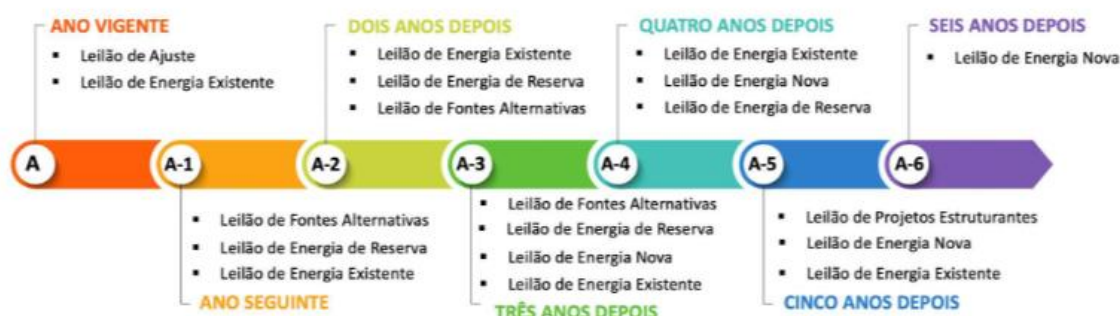 ANO VIGENTE
▪ Leilão de Ajuste
▪ Leilão de Energia Existente
DOIS ANOS DEPOIS
▪ Leilão de Energia Existente
▪ Leilão de Energia de Reserva
▪ Leilão de Fontes Alternativas
QUATRO ANOS DEPOIS
▪ Leilão de Energia Existente
▪ Leilão de Energia Nova
▪ Leilão de Energia de Reserva
SEIS ANOS DEPOIS
▪ Leilão de Energia Nova
A
A-1
A-2
A-3
A-4
A-5
A-6
▪ Leilão de Fontes Alternativas
▪ Leilão de Energia de Reserva
▪ Leilão de Energia Existente
ANO SEGUINTE
▪ Leilão de Fontes Alternativas
▪ Leilão de Energia de Reserva
▪ Leilão de Energia Nova
▪ Leilão de Energia Existente
TRÊS ANOS DEPOIS
▪ Leilão de Projetos Estruturantes
▪ Leilão de Energia Nova
▪ Leilão de Energia Existente
CINCO ANOS DEPOIS